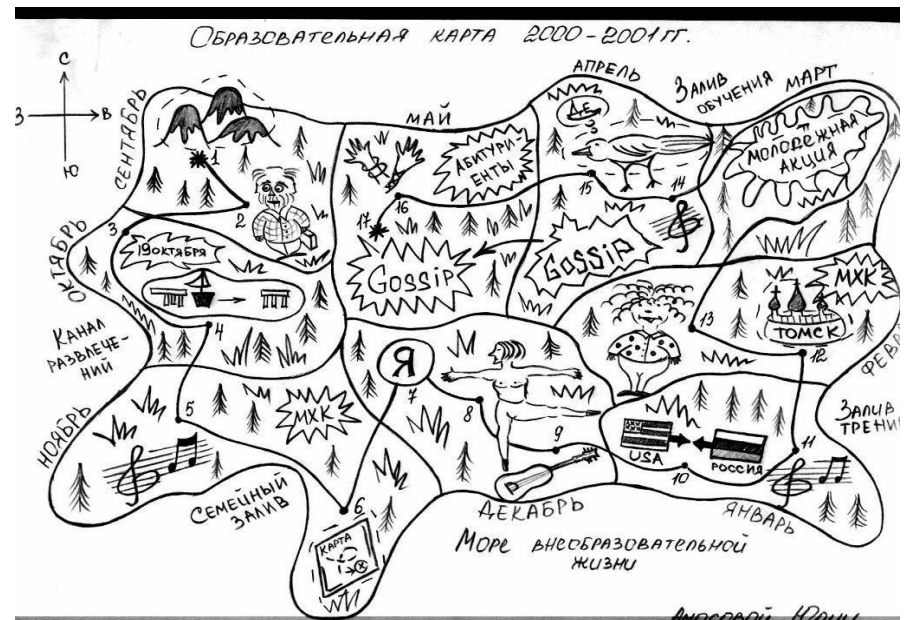 ОБРАЗОВАТЕЛЬНАЯ КАРТА 2000-2001 гг.
С
З
В
Ю
СЕНТЯБРЬ
МАЙ
АПРЕЛЬ
ЗАЛИВ
ОБУЧЕНИЯ
МАРТ
1
2
АБИТУРИ-
ЕНТЫ
МОЛОДЁЖНАЯ
АКЦИЯ
15
14
16
17
3
19 ОКТЯБРЯ
ОКТЯБРЬ
GOSSIP
GOSSIP
МХК
ТОМСК
13
12
4
КАНАЛ
РАЗВЛЕЧЕ-
НИЙ
Я
7
ФЕВРА
5
МХК
8
9
USA
РОССИЯ
10
11
ЗАЛИВ
ТРЕНИ
НОЯБРЬ
СЕМЕЙНЫЙ
ЗАЛИВ
6
КАРТА
ДЕКАБРЬ
ЯНВАРЬ
МОРЕ ВНЕОБРАЗОВАТЕЛЬНОЙ
ЖИЗНИ